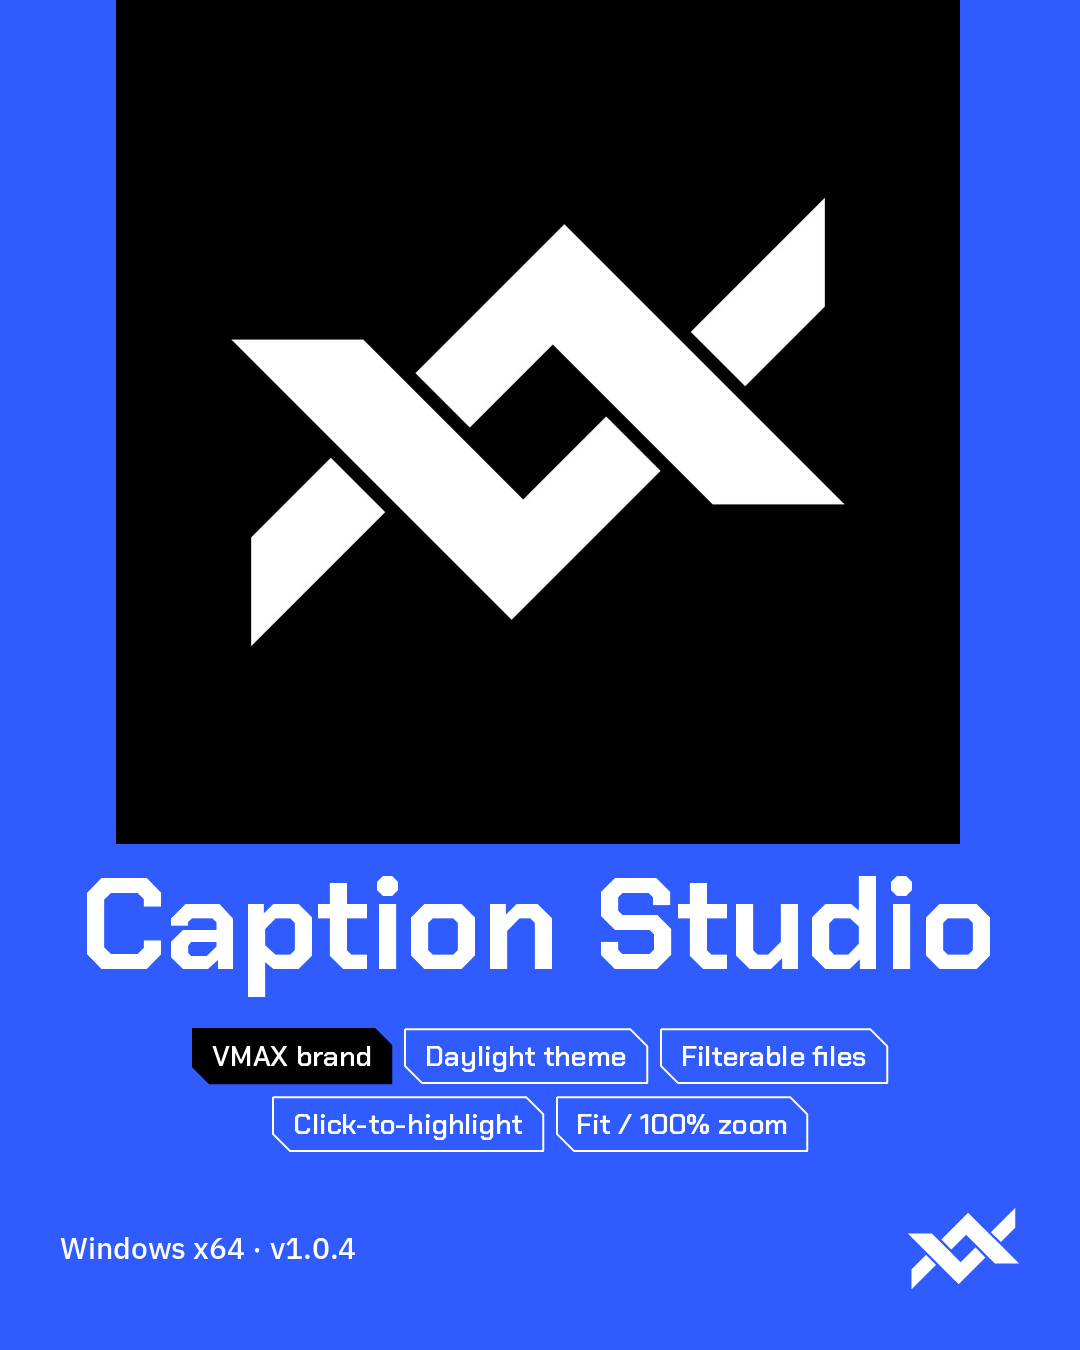 Caption Studio
VMAX brand
Daylight theme
Filterable files
Click-to-highlight
Fit / 100% zoom
Windows x64 · v1.0.4